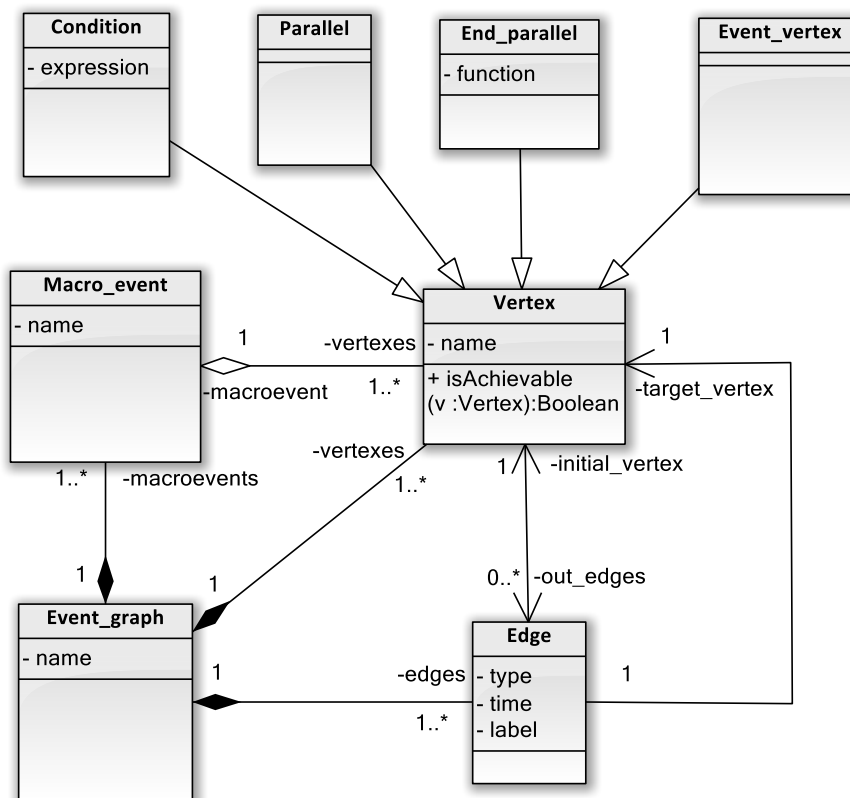 Condition
- expression
Parallel
End_parallel
- function
Event_vertex
Macro_event
- name
1
-macroevent
-vertexes
1..*
Vertex
- name
+ isAchievable
(v :Vertex):Boolean
1
-target_vertex
-vertexes
1..*
1
-initial_vertex
1..*
-macroevents
1
1
0..*
-out_edges
Event_graph
- name
1
-edges
1..*
Edge
- type
- time
- label
1